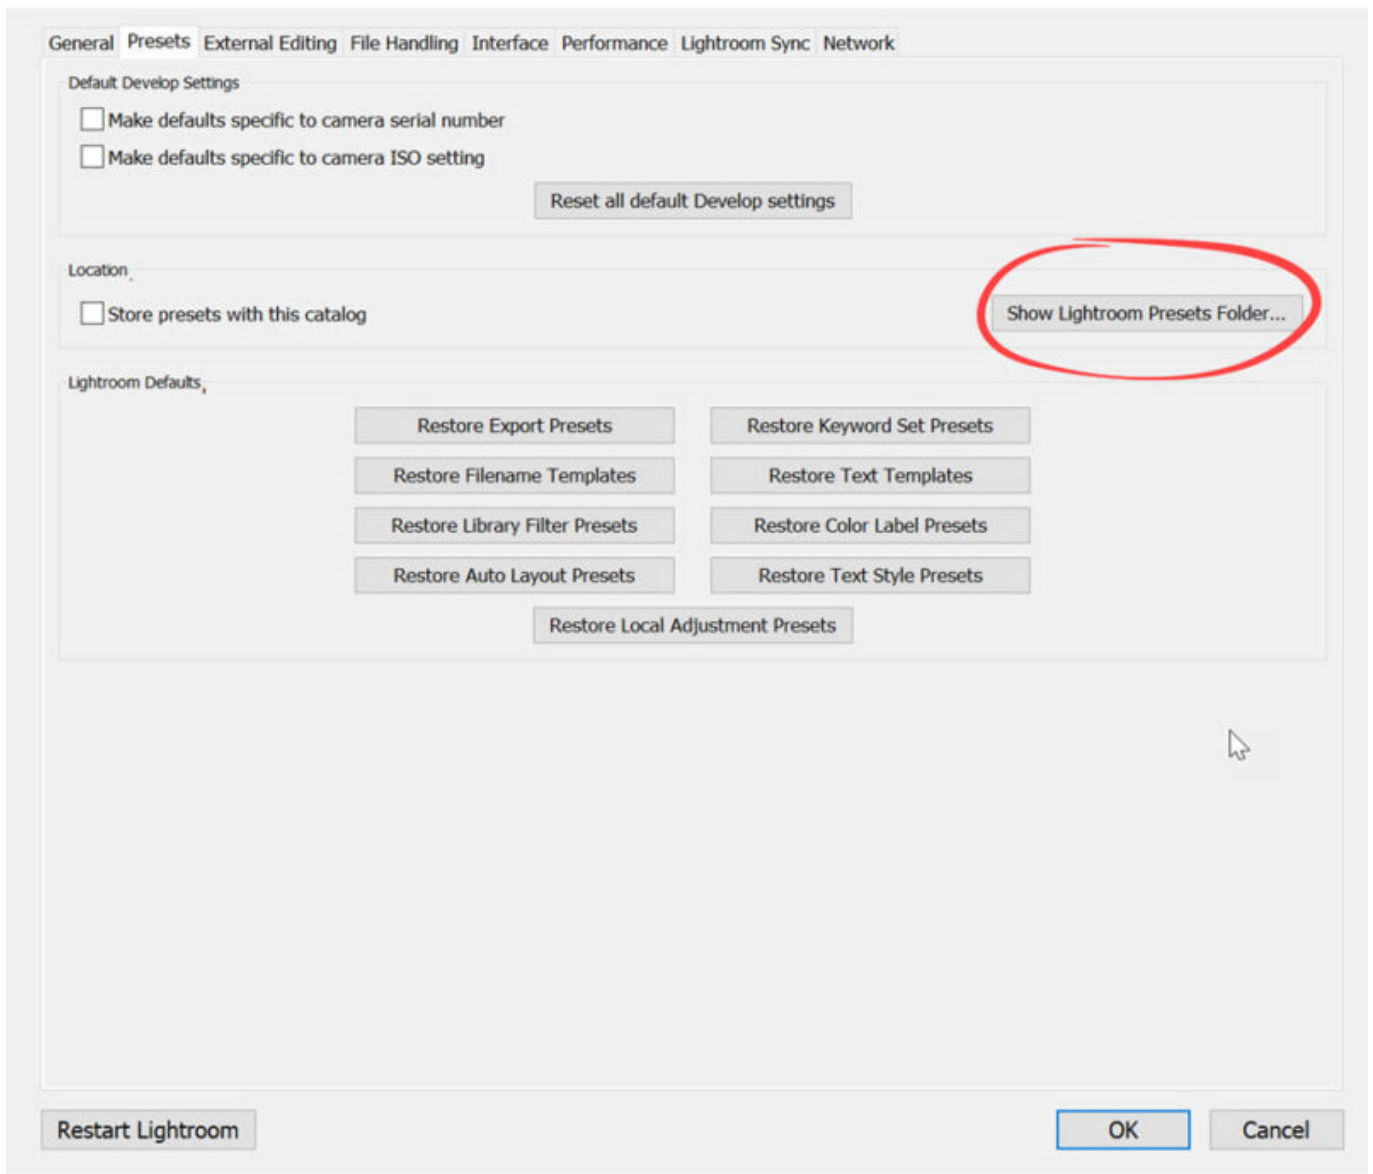 General Presets External Editing File Handling Interface Performance Lightroom Sync Network
Default Develop Settings
Make defaults specific to camera serial number
Make defaults specific to camera ISO setting
Reset all default Develop settings
Location
Store presets with this catalog
Show Lightroom Presets Folder...
Lightroom Defaults
Restore Export Presets
Restore Keyword Set Presets
Restore Filename Templates
Restore Text Templates
Restore Library Filter Presets
Restore Color Label Presets
Restore Auto Layout Presets
Restore Text Style Presets
Restore Local Adjustment Presets
Restart Lightroom
OK
Cancel